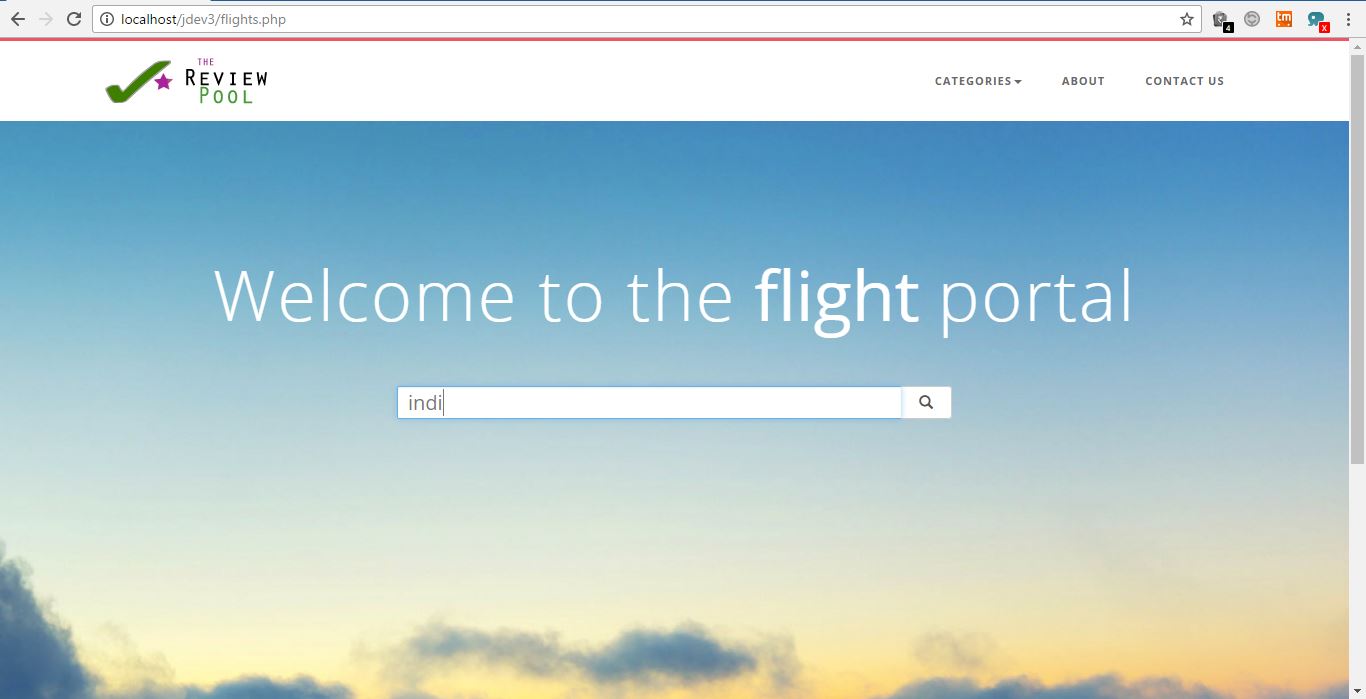 localhost/jdev3/flights.php
4
tm
x
THE
REVIEW
POOL
CATEGORIES
ABOUT
CONTACT US
Welcome to the flight portal
indi